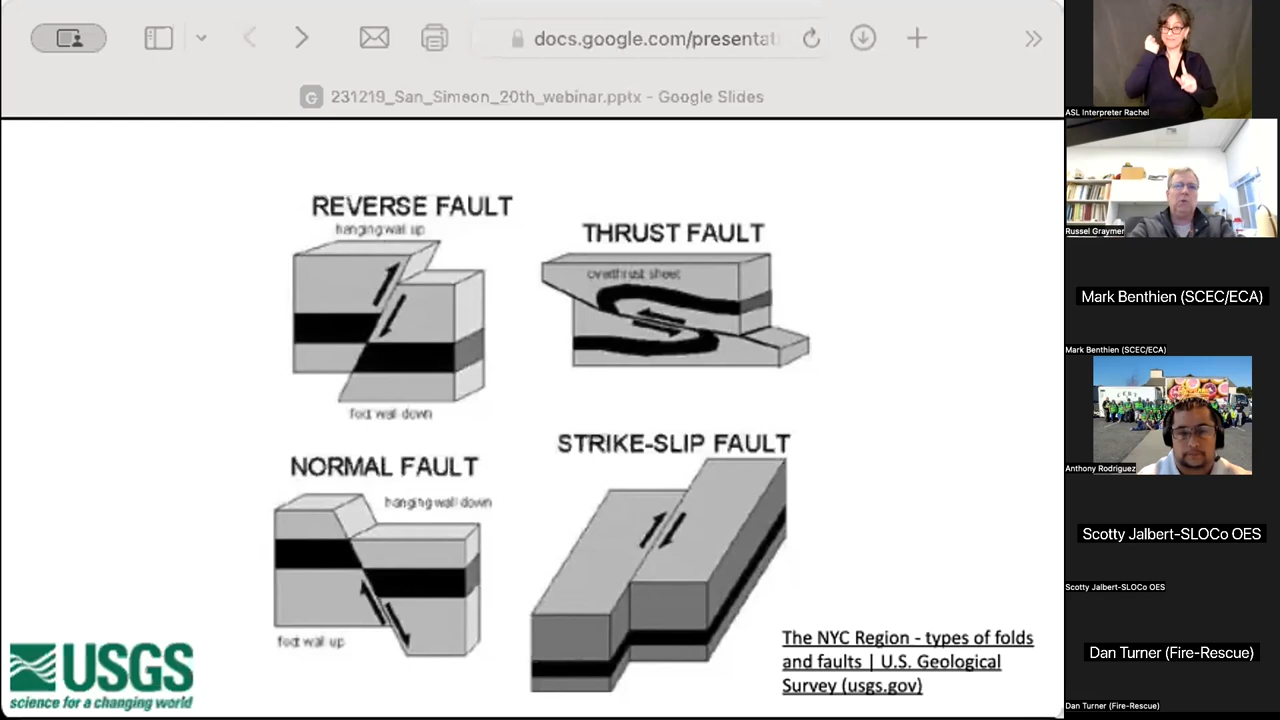 docs.google.com/presentat
231219_San_Simeon_20th_webinar.pptx - Google Slides
REVERSE FAULT
hanging wall up
foot wall down
THRUST FAULT
overthrust sheet
NORMAL FAULT
hanging wall down
foot wall up
STRIKE-SLIP FAULT
The NYC Region - types of folds
and faults | U.S. Geological
Survey (usgs.gov)
USGS
science for a changing world
ASL Interpreter Rachel
Russel Graymer
Mark Benthien (SCEC/ECA)
Mark Benthien (SCEC/ECA)
Anthony Rodriguez
Scotty Jalbert-SLOCo OES
Scotty Jalbert-SLOCo OES
Dan Turner (Fire-Rescue)
Dan Turner (Fire-Rescue)